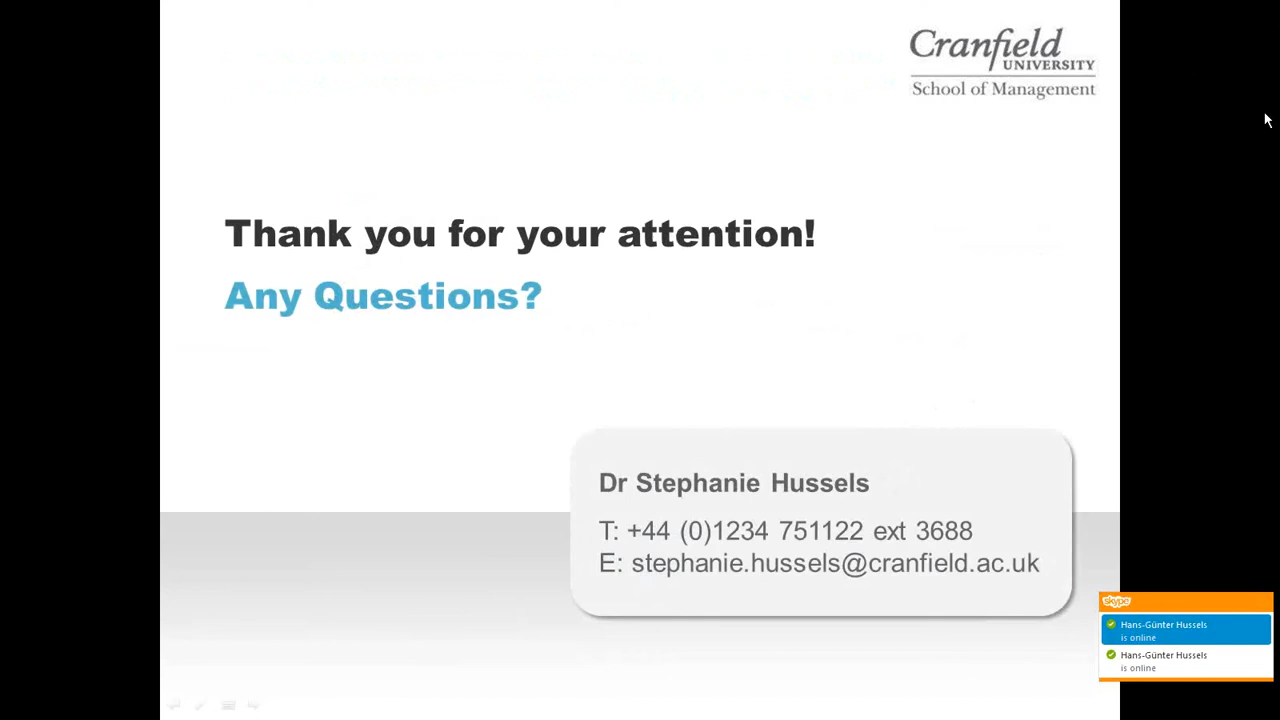 Cranfield
UNIVERSITY
School of Management
Thank you for your attention!
Any Questions?
Dr Stephanie Hussels
T: +44 (0)1234 751122 ext 3688
E: stephanie.hussels@cranfield.ac.uk
skype
Hans-Günter Hussels
is online
Hans-Günter Hussels
is online